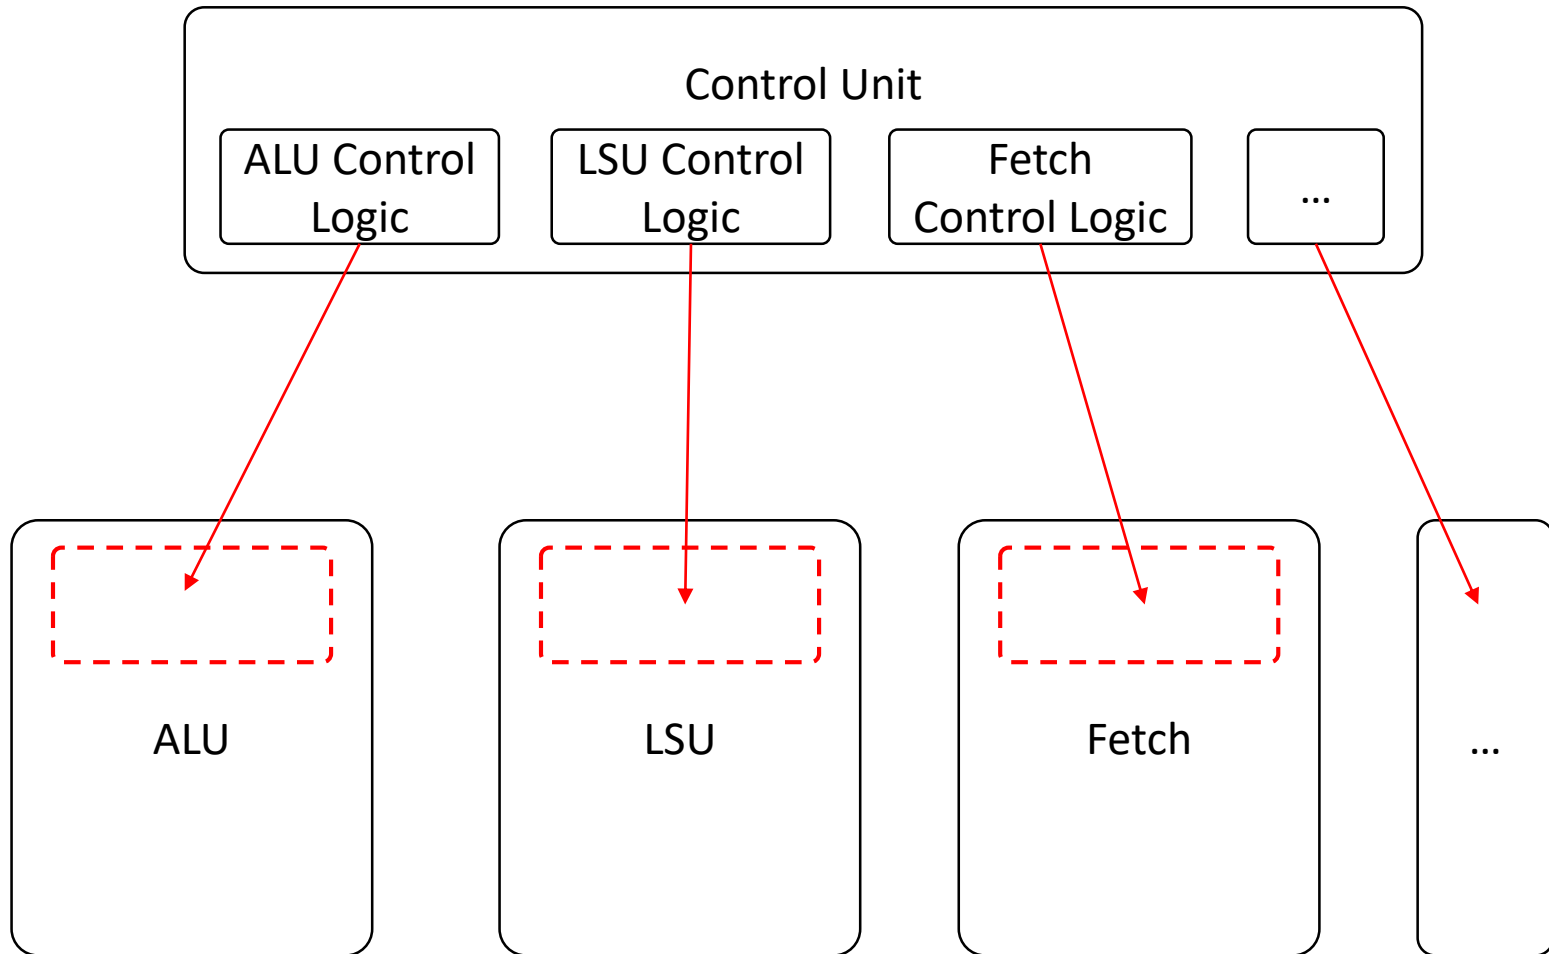 Control Unit
ALU Control
Logic
LSU Control
Logic
Fetch
Control Logic
...
ALU
LSU
Fetch
...